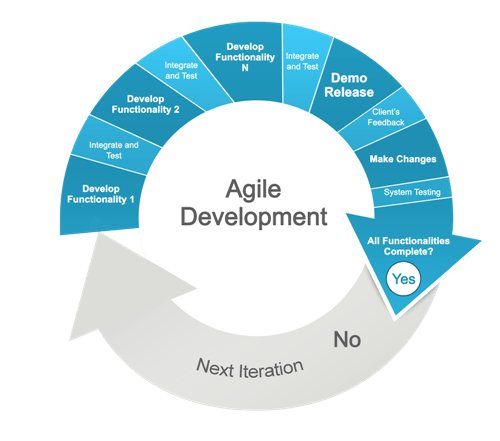 Develop
Functionality 1
Integrate and
Test
Develop
Functionality 2
Integrate
and Test
Develop
Functionality
N
Integrate
and Test
Demo
Release
Client's
Feedback
Make Changes
System Testing
All Functionalities
Complete?
Yes
No
Next Iteration
Agile
Development